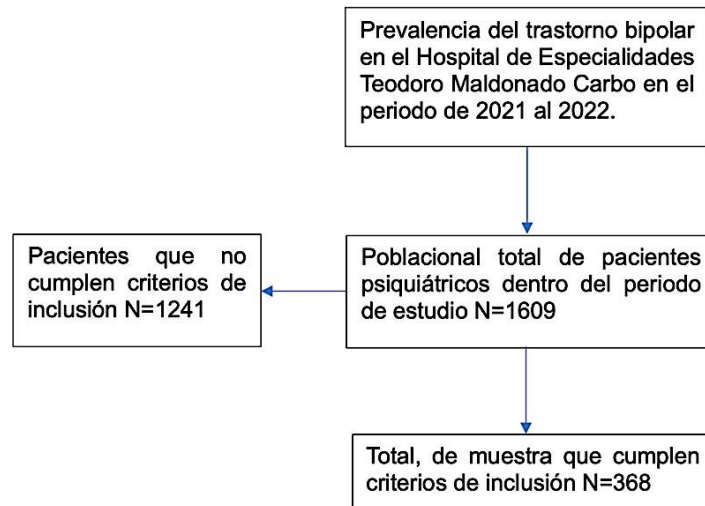 Prevalencia del trastorno bipolar
en el Hospital de Especialidades
Teodoro Maldonado Carbo en el
periodo de 2021 al 2022.
Pacientes que no
cumplen criterios de
inclusión N=1241
Poblacional total de pacientes
psiquiátricos dentro del periodo
de estudio N=1609
Total, de muestra que cumplen
criterios de inclusión N=368